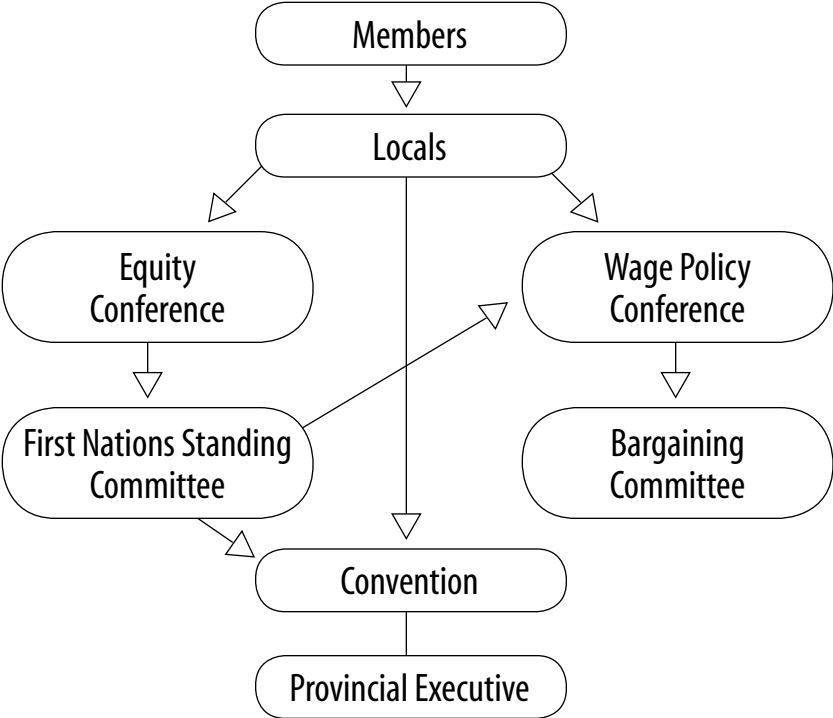 Members
Locals
Equity
Conference
Wage Policy
Conference
First Nations Standing
Committee
Bargaining
Committee
Convention
Provincial Executive